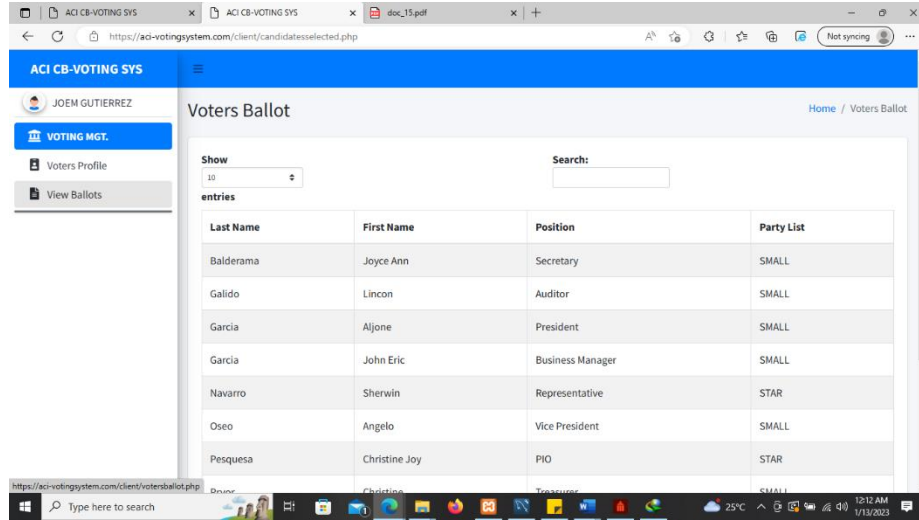 ACI CB-VOTING SYS
ACI CB-VOTING SYS
doc_15.pdf
https://aci-votingsystem.com/client/candidatesselected.php
Not syncing
ACI CB-VOTING SYS
JOEM GUTIERREZ
VOTING MGT.
Voters Profile
View Ballots
Voters Ballot
Home / Voters Ballot
Show
10
entries
Search:
Last Name First Name Position Party List
Balderama Joyce Ann Secretary SMALL
Galido Lincon Auditor SMALL
Garcia Aljone President SMALL
Garcia John Eric Business Manager SMALL
Navarro Sherwin Representative STAR
Oseo Angelo Vice President SMALL
Pesquesa Christine Joy PIO STAR
Pryor Christine Treasurer SMALL
https://aci-votingsystem.com/client/votersballot.php
Type here to search
25°C
12:12 AM
1/13/2023